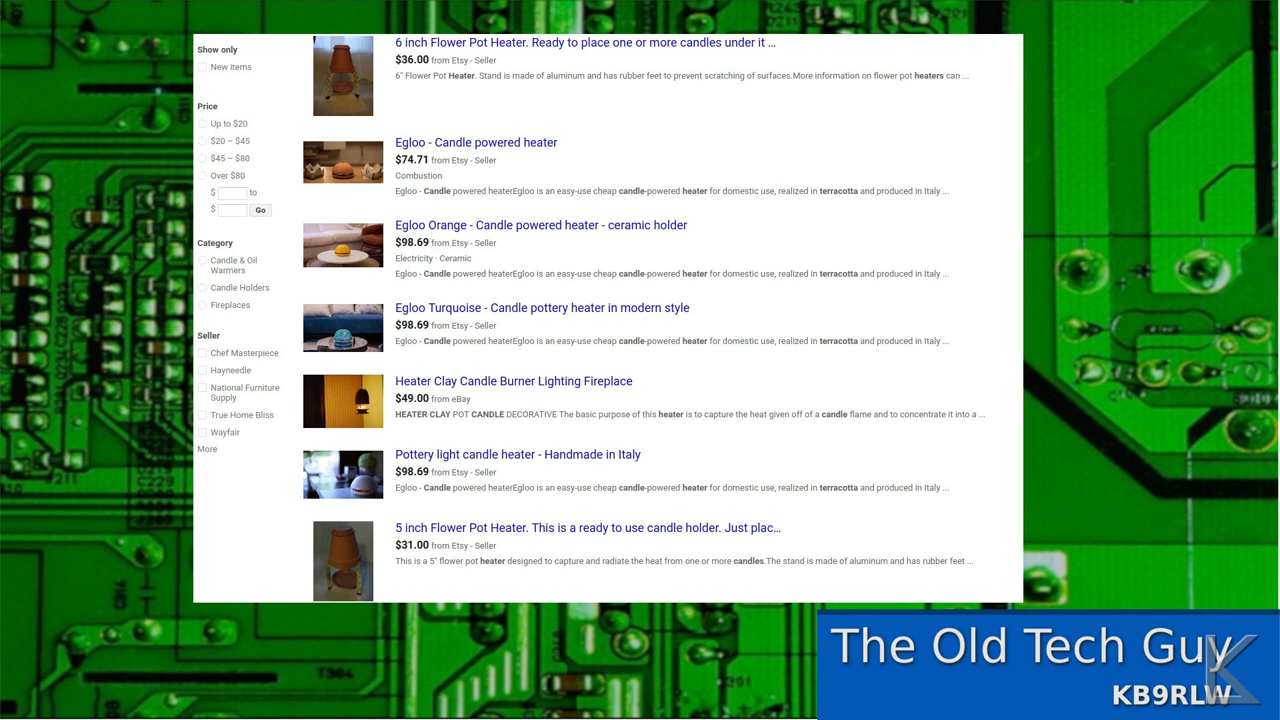 Show only
New items
Price
Up to $20
$20 – $45
$45 – $80
Over $80
$ to
$ Go
Category
Candle & Oil
Warmers
Candle Holders
Fireplaces
Seller
Chef Masterpiece
Hayneedle
National Furniture
Supply
True Home Bliss
Wayfair
More
6 inch Flower Pot Heater. Ready to place one or more candles under it ...
$36.00 from Etsy - Seller
6" Flower Pot Heater. Stand is made of aluminum and has rubber feet to prevent scratching of surfaces.More information on flower pot heaters can ...
Egloo - Candle powered heater
$74.71 from Etsy - Seller
Combustion
Egloo - Candle powered heaterEgloo is an easy-use cheap candle-powered heater for domestic use, realized in terracotta and produced in Italy ...
Egloo Orange - Candle powered heater - ceramic holder
$98.69 from Etsy - Seller
Electricity · Ceramic
Egloo - Candle powered heaterEgloo is an easy-use cheap candle-powered heater for domestic use, realized in terracotta and produced in Italy ...
Egloo Turquoise - Candle pottery heater in modern style
$98.69 from Etsy - Seller
Egloo - Candle powered heaterEgloo is an easy-use cheap candle-powered heater for domestic use, realized in terracotta and produced in Italy ...
Heater Clay Candle Burner Lighting Fireplace
$49.00 from eBay
HEATER CLAY POT CANDLE DECORATIVE The basic purpose of this heater is to capture the heat given off of a candle flame and to concentrate it into a ...
Pottery light candle heater - Handmade in Italy
$98.69 from Etsy - Seller
Egloo - Candle powered heaterEgloo is an easy-use cheap candle-powered heater for domestic use, realized in terracotta and produced in Italy ...
5 inch Flower Pot Heater. This is a ready to use candle holder. Just plac...
$31.00 from Etsy - Seller
This is a 5" flower pot heater designed to capture and radiate the heat from one or more candles.The stand is made of aluminum and has rubber feet ...
T384
The Old Tech Guy
K
KB9RLW